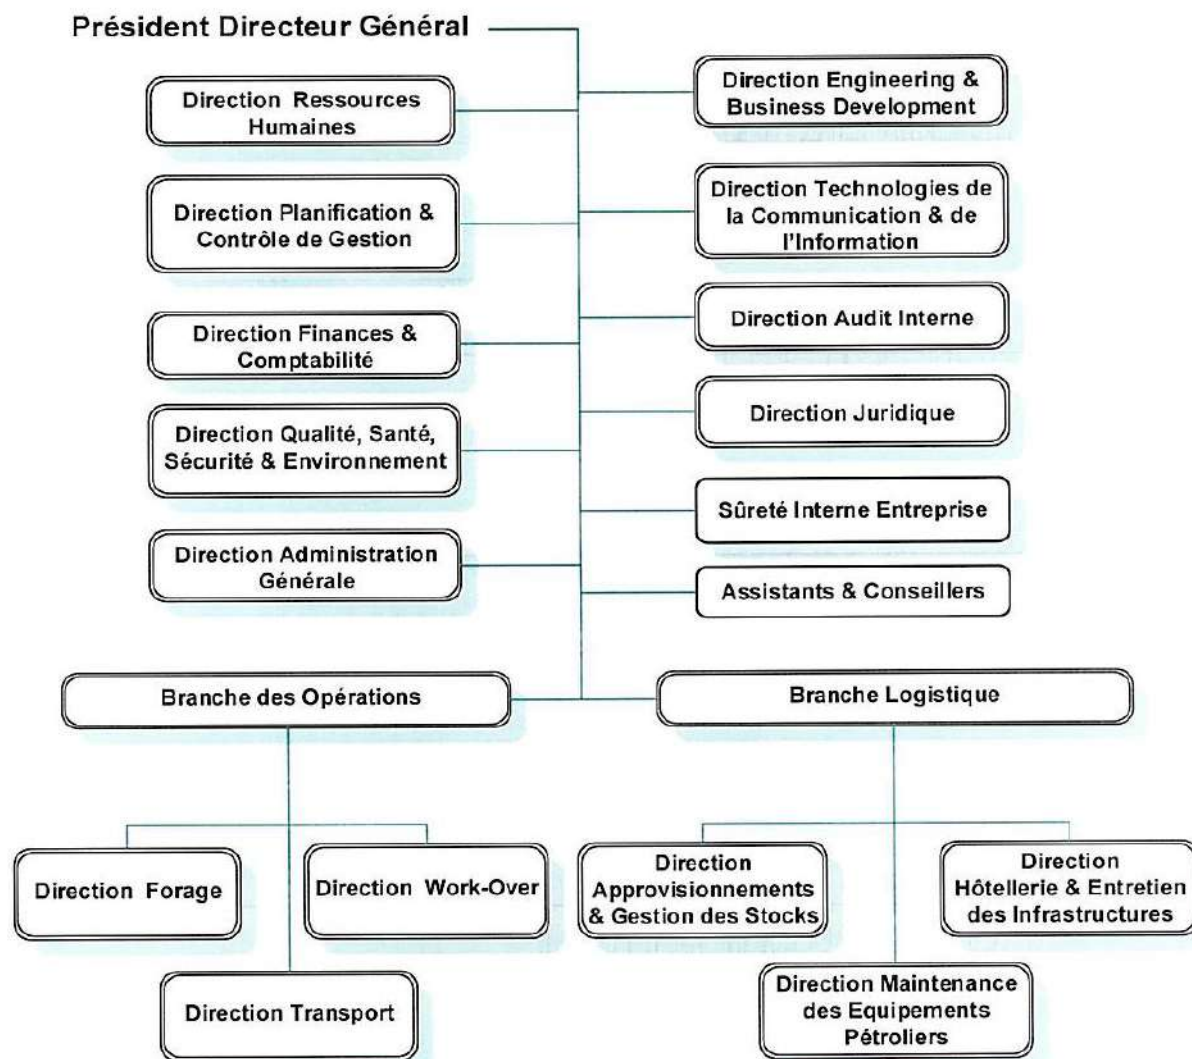 Président Directeur Général
Direction Ressources
Humaines
Direction Planification &
Contrôle de Gestion
Direction Finances &
Comptabilité
Direction Qualité, Santé,
Sécurité & Environnement
Direction Administration
Générale
Direction Engineering &
Business Development
Direction Technologies de
la Communication & de
l'Information
Direction Audit Interne
Direction Juridique
Sûreté Interne Entreprise
Assistants & Conseillers
Branche des Opérations
Branche Logistique
Direction Forage
Direction Work-Over
Direction Transport
Direction
Approvisionnements
& Gestion des Stocks
Direction
Hôtellerie & Entretien
des Infrastructures
Direction Maintenance
des Equipements
Pétroliers